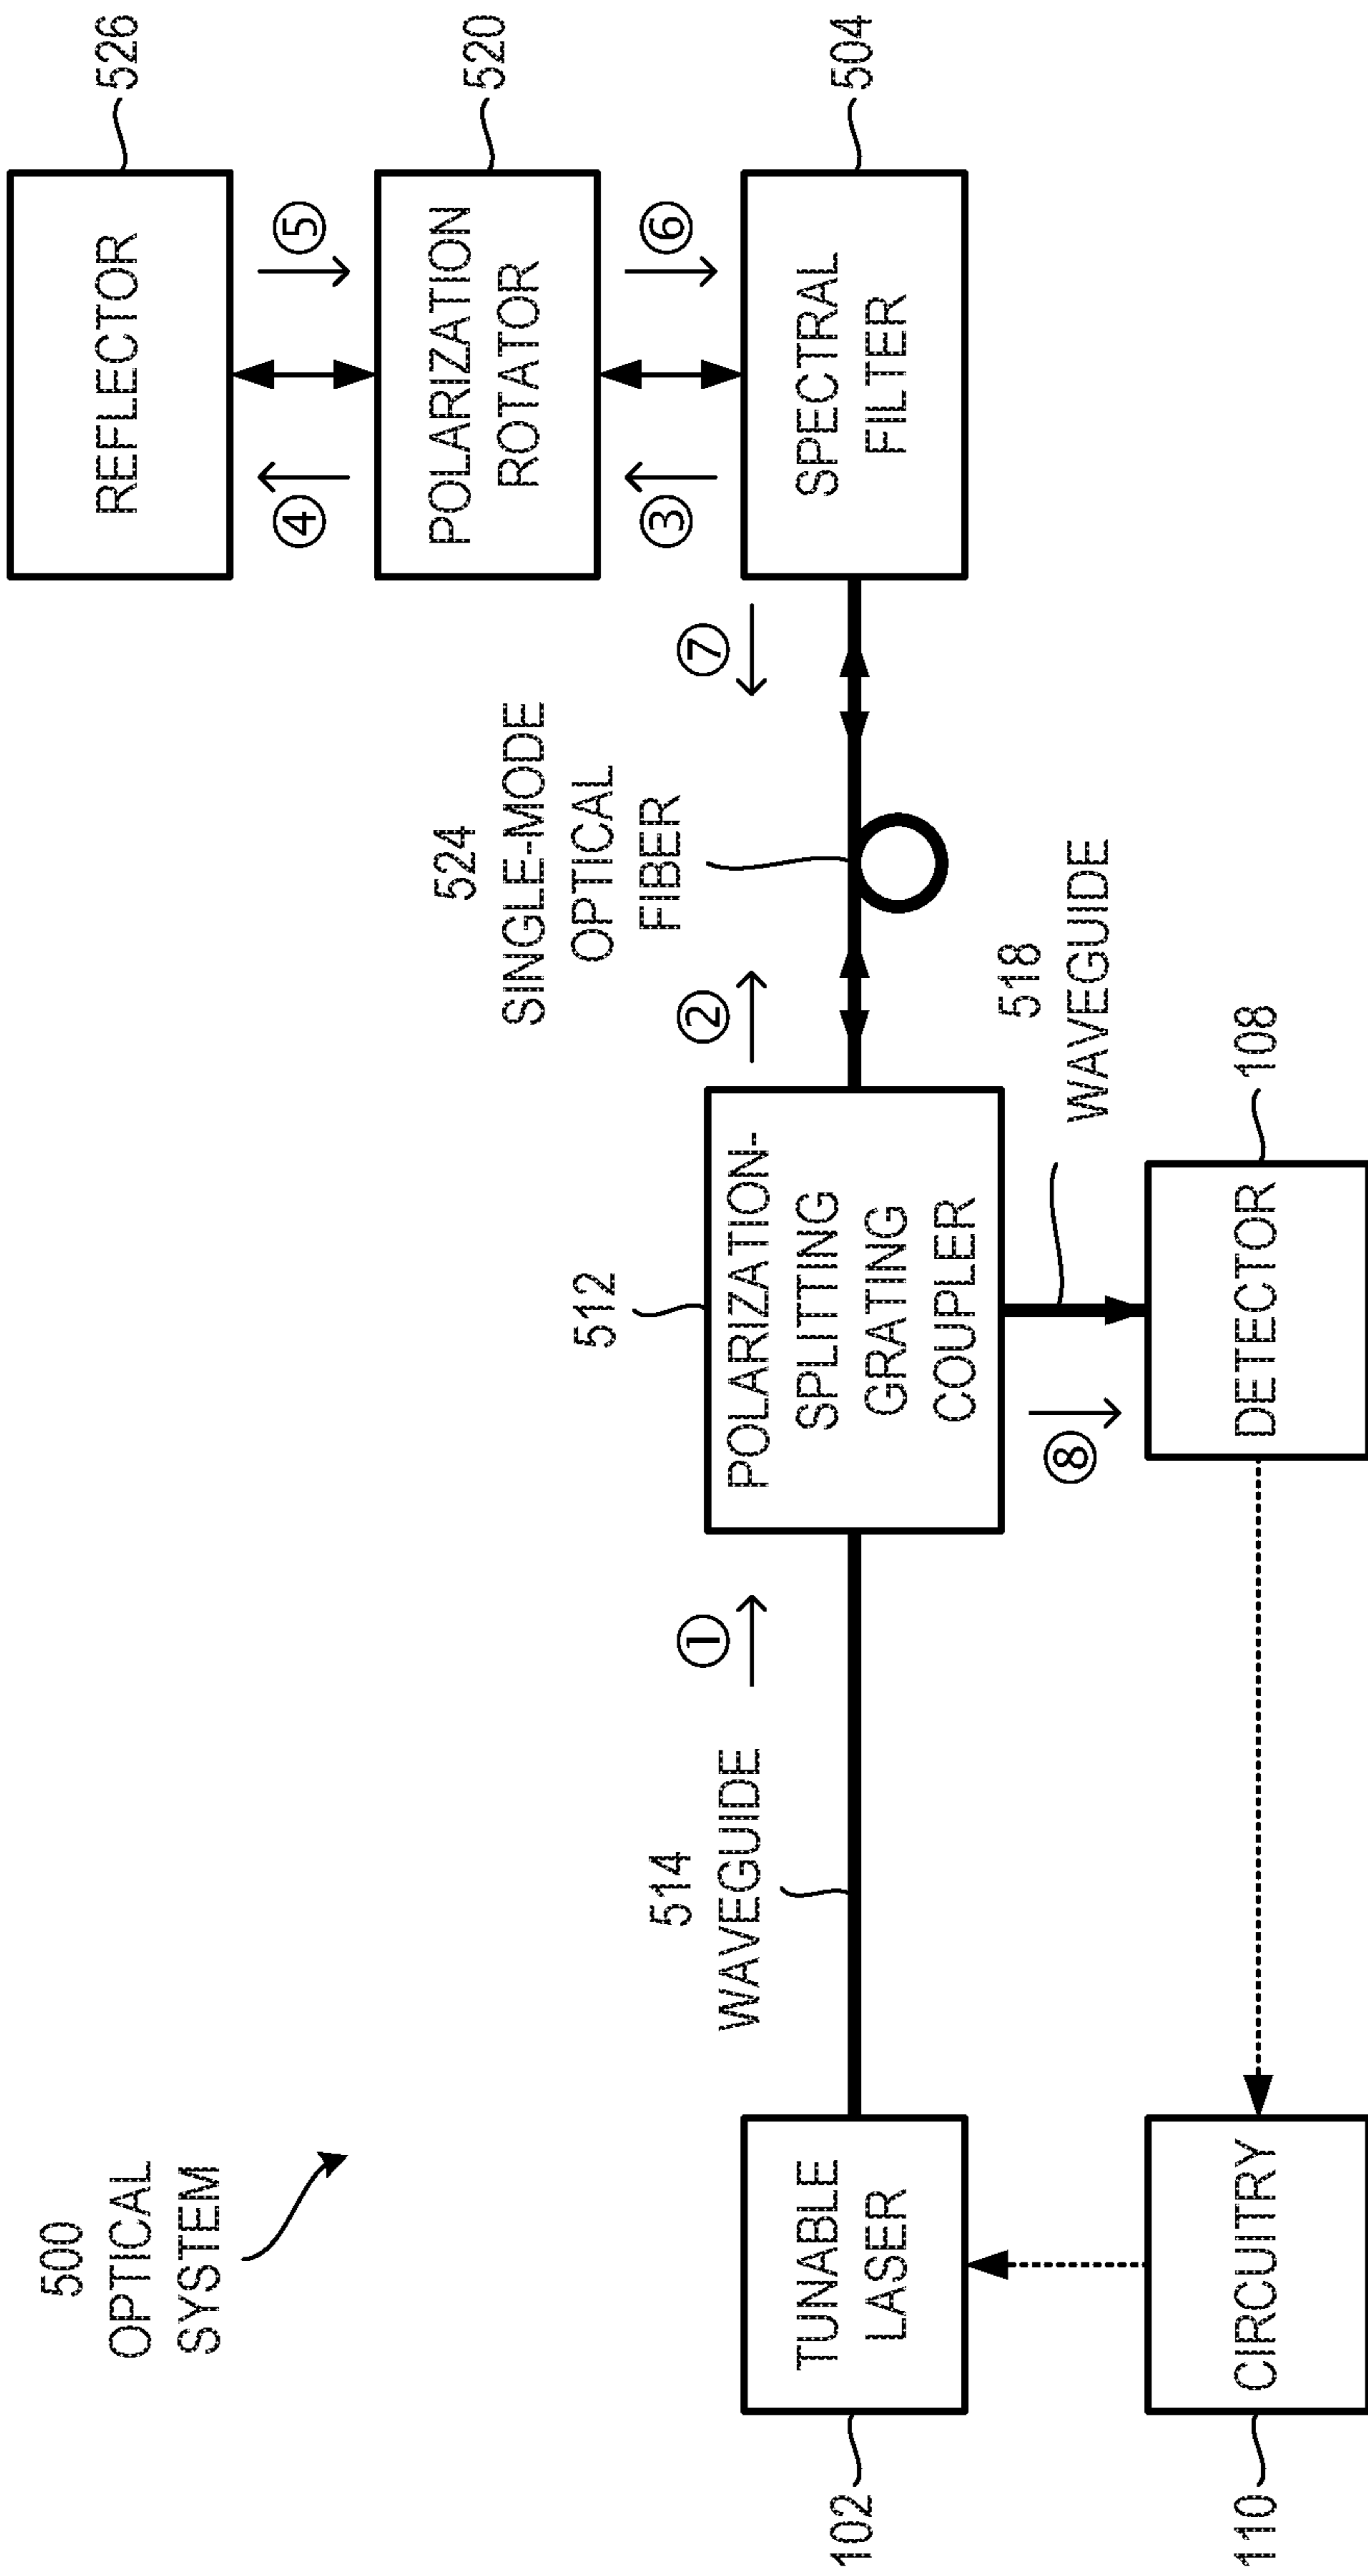 500
OPTICAL
SYSTEM
REFLECTOR
526
④
⑤
POLARIZATION
ROTATOR
520
③
⑥
SPECTRAL
FILTER
504
524
SINGLE-MODE
OPTICAL
FIBER
②
⑦
512
POLARIZATION-
SPLITTING
GRATING
COUPLER
514
WAVEGUIDE
①
TUNABLE
LASER
102
518
WAVEGUIDE
⑧
DETECTOR
108
CIRCUITRY
110